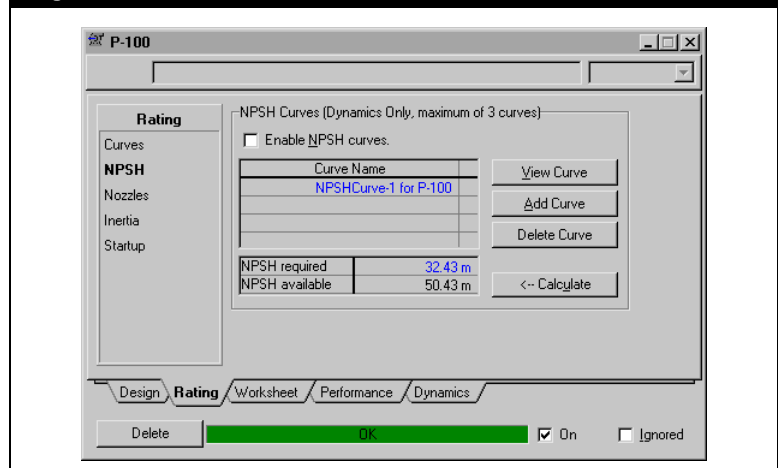 P-100
Rating
Curves
NPSH
Nozzles
Inertia
Startup
NPSH Curves (Dynamics Only, maximum of 3 curves)
Enable NPSH curves.
Curve Name
NPSHCurve-1 for P-100
View Curve
Add Curve
Delete Curve
NPSH required 32.43 m
NPSH available 50.43 m
<-- Calculate
Design Rating Worksheet Performance Dynamics
Delete OK On Ignored